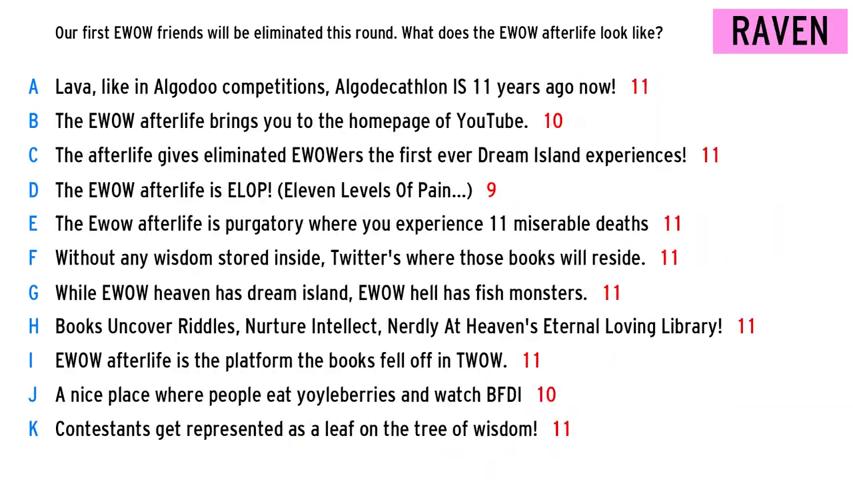 Our first EWOW friends will be eliminated this round. What does the EWOW afterlife look like?
RAVEN
A Lava, like in Algodoo competitions, Algodecathlon IS 11 years ago now! 11
B The EWOW afterlife brings you to the homepage of YouTube. 10
C The afterlife gives eliminated EWOWers the first ever Dream Island experiences! 11
D The EWOW afterlife is ELOP! (Eleven Levels Of Pain...) 9
E The Ewow afterlife is purgatory where you experience 11 miserable deaths 11
F Without any wisdom stored inside, Twitter's where those books will reside. 11
G While EWOW heaven has dream island, EWOW hell has fish monsters. 11
H Books Uncover Riddles, Nurture Intellect, Nerdly At Heaven's Eternal Loving Library! 11
I EWOW afterlife is the platform the books fell off in TWOW. 11
J A nice place where people eat yoyleberries and watch BFDI 10
K Contestants get represented as a leaf on the tree of wisdom! 11